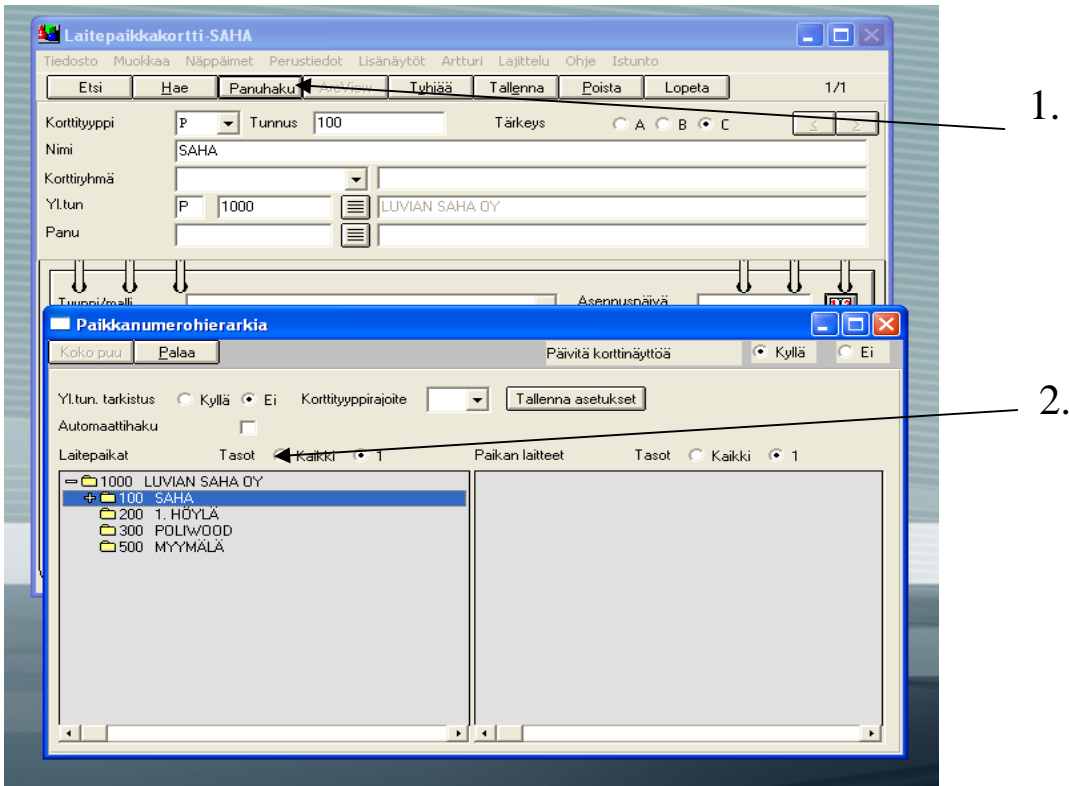 Laitepaikkakortti-SAHA
Tiedosto Muokkaa Näppäimet Perustiedot Lisänäytöt Artturi Lajittelu Ohje Istunto
Etsi Hae Panuhaku ArcView Tyhjää Tallenna Poista Lopeta 1/1
1.
Korttityyppi P Tunnus 100 Tärkeys A B C < >
Nimi SAHA
Korttiryhmä
Yl.tun P 1000 LUVIAN SAHA OY
Panu
Tyyppi/malli Asennuspäivä
Paikkanumerohierarkia
Koko puu Palaa Päivitä korttinäyttöä Kyllä Ei
Yl.tun. tarkistus Kyllä Ei Korttityyppirajoite Tallenna asetukset
2.
Automaattihaku
Laitepaikat Tasot Kaikki 1 Paikan laitteet Tasot Kaikki 1
1000 LUVIAN SAHA OY
100 SAHA
200 1. HÖYLÄ
300 POLIWOOD
500 MYYMÄLÄ